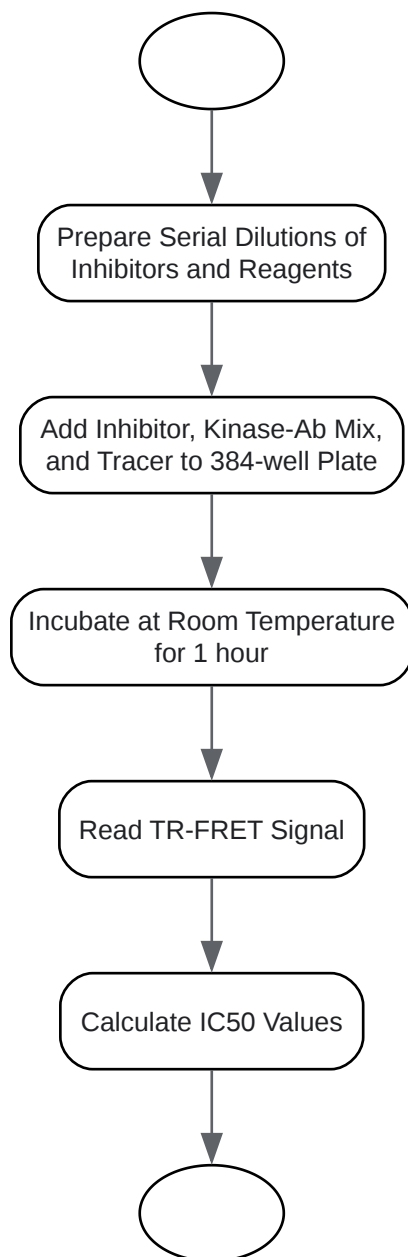 Prepare Serial Dilutions of
Inhibitors and Reagents
Add Inhibitor, Kinase-Ab Mix,
and Tracer to 384-well Plate
Incubate at Room Temperature
for 1 hour
Read TR-FRET Signal
Calculate IC50 Values